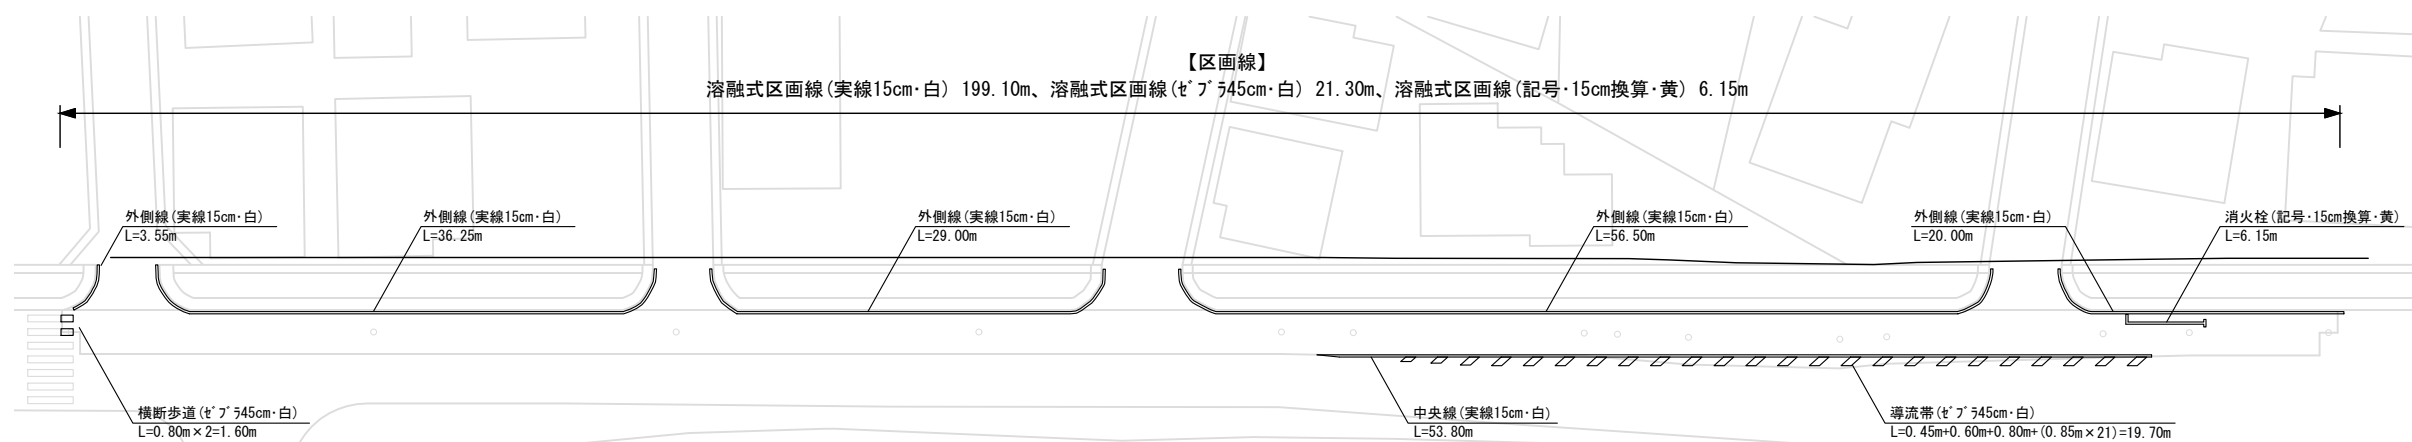 【区画線】
溶融式区画線(実線15cm・白) 199.10m、溶融式区画線(ｾﾞﾌﾞﾗ45cm・白) 21.30m、溶融式区画線(記号・15cm換算・黄) 6.15m
外側線(実線15cm・白)
L=3.55m
外側線(実線15cm・白)
L=36.25m
外側線(実線15cm・白)
L=29.00m
外側線(実線15cm・白)
L=56.50m
外側線(実線15cm・白)
L=20.00m
消火栓(記号・15cm換算・黄)
L=6.15m
横断歩道(ｾﾞﾌﾞﾗ45cm・白)
L=0.80m×2=1.60m
中央線(実線15cm・白)
L=53.80m
導流帯(ｾﾞﾌﾞﾗ45cm・白)
L=0.45m+0.60m+0.80m+(0.85m×21)=19.70m